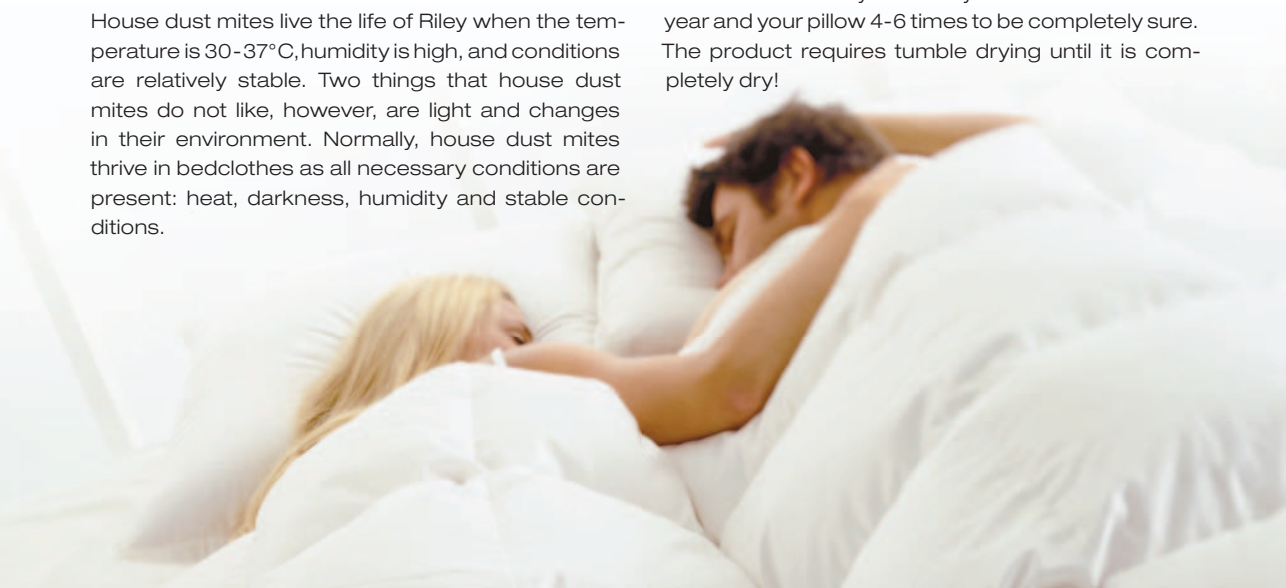 House dust mites live the life of Riley when the tem-
perature is 30-37°C, humidity is high, and conditions
are relatively stable. Two things that house dust
mites do not like, however, are light and changes
in their environment. Normally, house dust mites
thrive in bedclothes as all necessary conditions are
present: heat, darkness, humidity and stable con-
ditions.
year and your pillow 4-6 times to be completely sure.
The product requires tumble drying until it is com-
pletely dry!